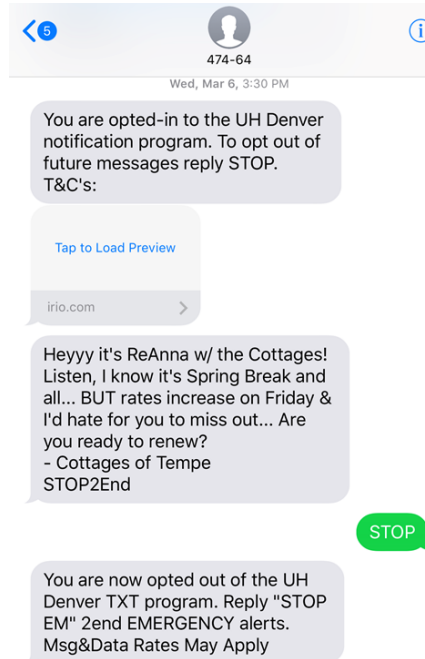 5
474-64
Wed, Mar 6, 3:30 PM
You are opted-in to the UH Denver
notification program. To opt out of
future messages reply STOP.
T&C's:
Tap to Load Preview
irio.com
Heyyy it's ReAnna w/ the Cottages!
Listen, I know it's Spring Break and
all... BUT rates increase on Friday &
I'd hate for you to miss out... Are
you ready to renew?
- Cottages of Tempe
STOP2End
STOP
You are now opted out of the UH
Denver TXT program. Reply "STOP
EM" 2end EMERGENCY alerts.
Msg&Data Rates May Apply